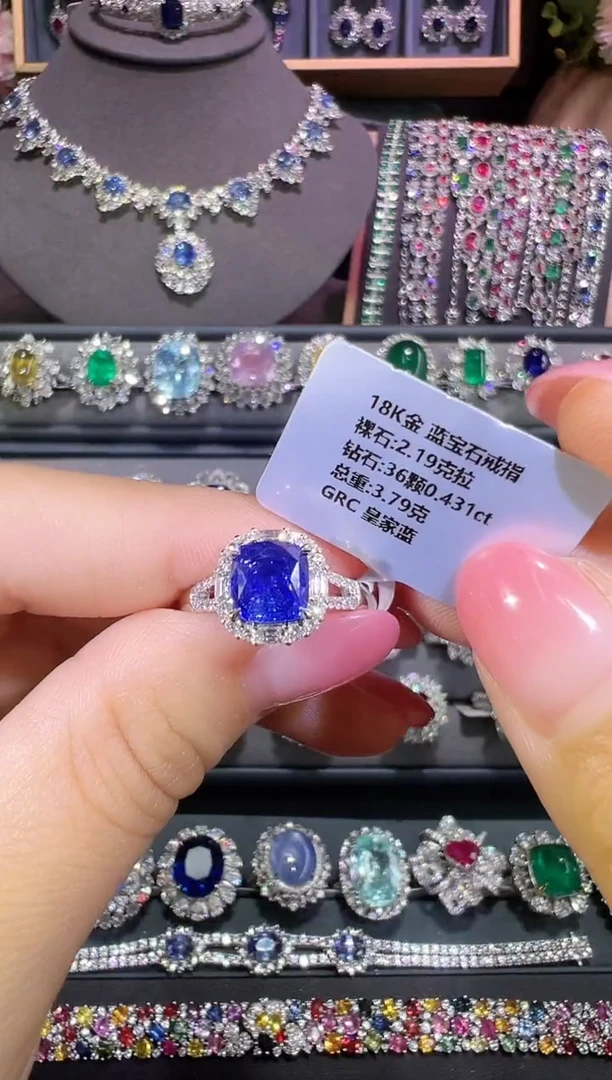 18K金 蓝宝石戒指
裸石:2.19克拉
钻石:36颗0.431ct
总重:3.79克
GRC 皇家蓝